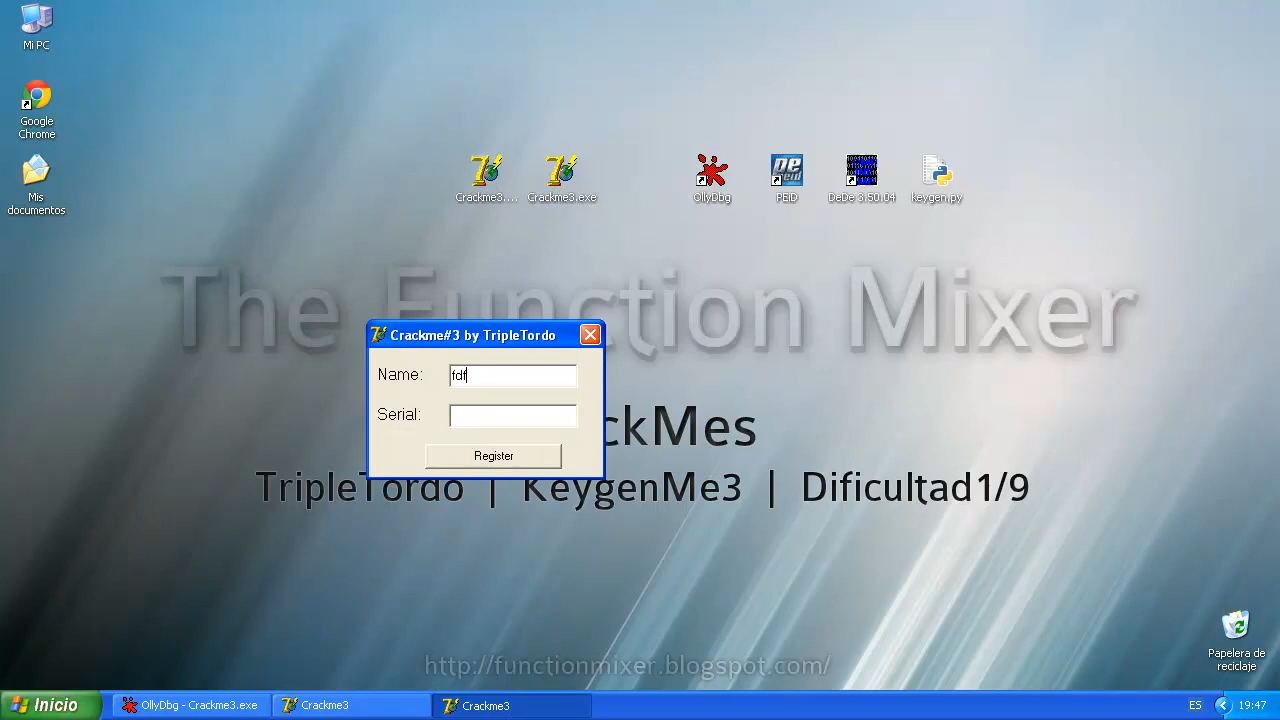 Mi PC
Google
Chrome
Mis
documentos
Crackme3....
Crackme3.exe
OllyDbg
PEiD
DeDe 3.50.04
keygen.py
The Function Mixer
Crackme#3 by TripleTordo
Name:
fdf
Serial:
Register
ckMes
TripleTordo | KeygenMe3 | Dificultad1/9
http://functionmixer.blogspot.com/
Papelera de
reciclaje
Inicio
OllyDbg - Crackme3.exe
Crackme3
Crackme3
ES
19:47